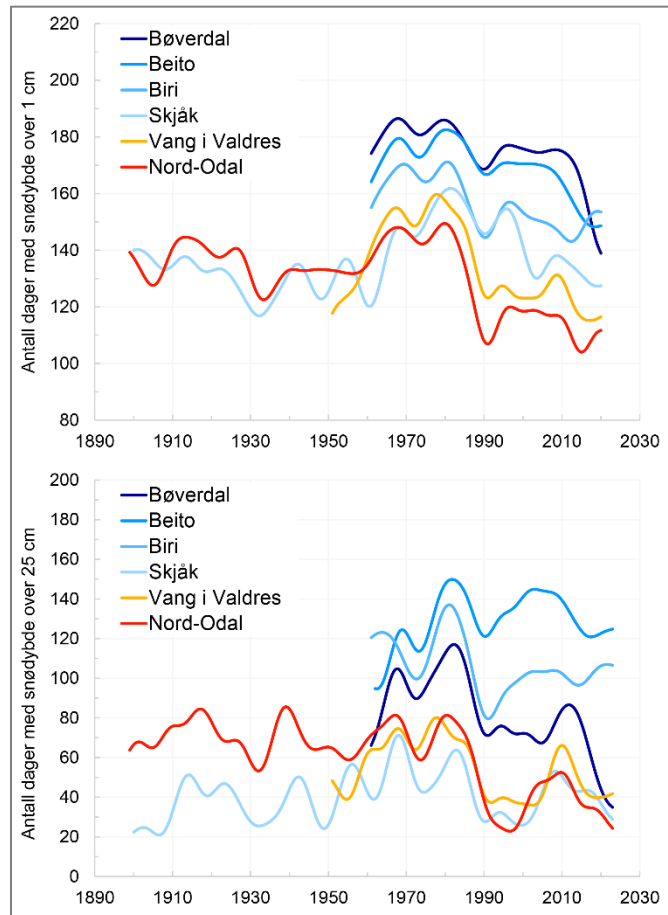 Antall dager med snødybde over 1 cm
220
200
180
160
140
120
100
80
Bøverdal
Beito
Biri
Skjåk
Vang i Valdres
Nord-Odal
1890 1910 1930 1950 1970 1990 2010 2030
Antall dager med snødybde over 25 cm
200
180
160
140
120
100
80
60
40
20
0
Bøverdal
Beito
Biri
Skjåk
Vang i Valdres
Nord-Odal
1890 1910 1930 1950 1970 1990 2010 2030